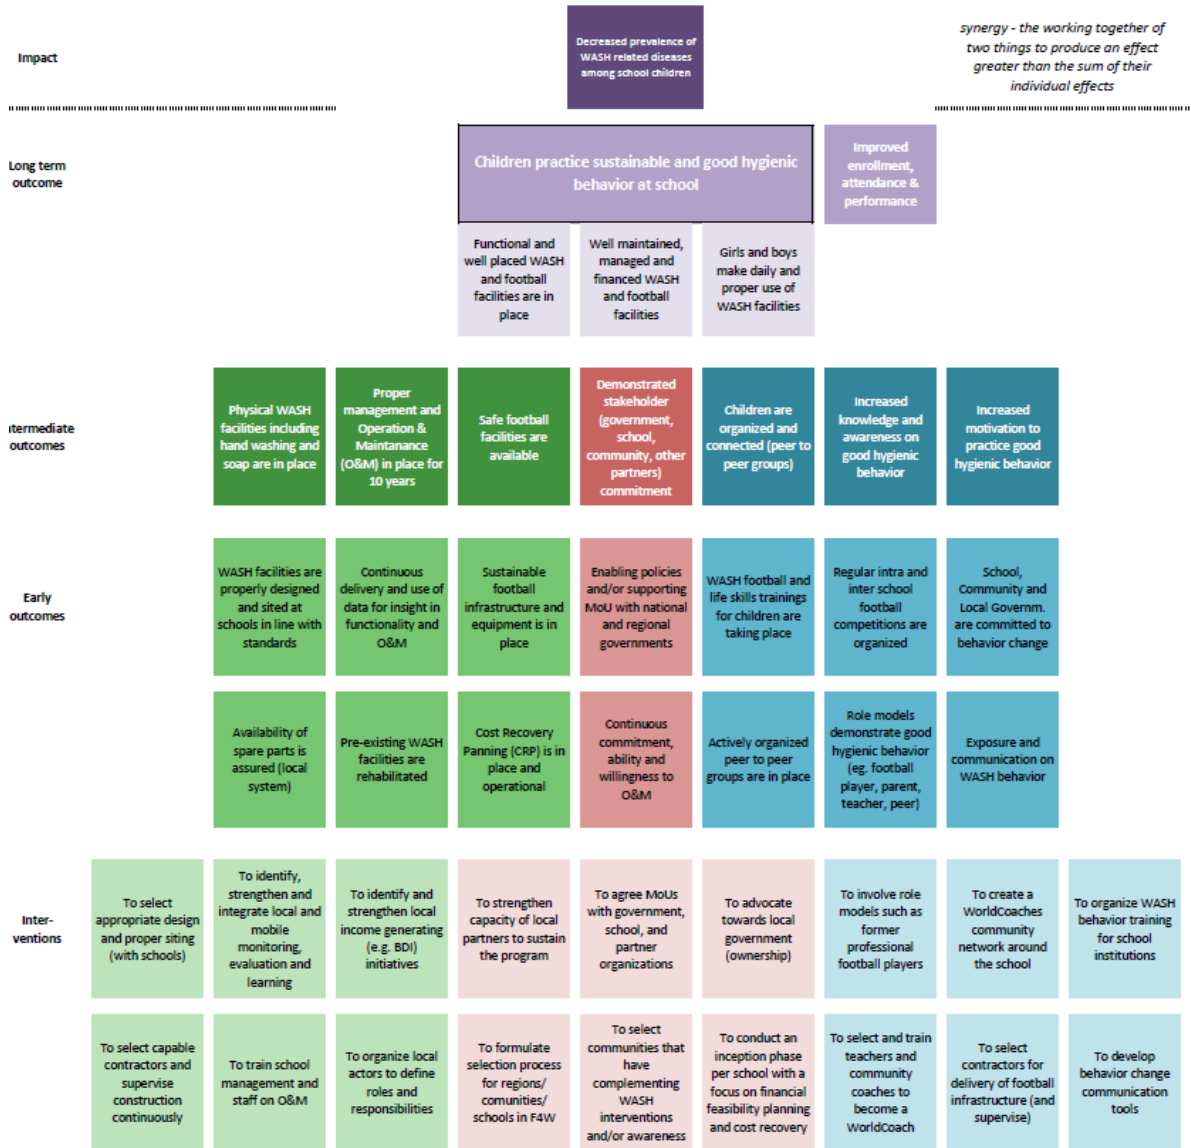 Impact
Decreased prevalence of
WASH related diseases
among school children
synergy - the working together of
two things to produce an effect
greater than the sum of their
individual effects
Long term
outcome
Children practice sustainable and good hygienic
behavior at school
Improved
enrollment,
attendance &
performance
Functional and
well placed WASH
and football
facilities are in
place
Well maintained,
managed and
financed WASH
and football
facilities
Girls and boys
make daily and
proper use of
WASH facilities
ntermediate
outcomes
Physical WASH
facilities including
hand washing and
soap are in place
Proper
management and
Operation &
Maintanance
(O&M) in place for
10 years
Safe football
facilities are
available
Demonstrated
stakeholder
(government,
school,
community, other
partners)
commitment
Children are
organized and
connected (peer to
peer groups)
Increased
knowledge and
awareness on
good hygienic
behavior
Increased
motivation to
practice good
hygienic behavior
Early
outcomes
WASH facilities are
properly designed
and sited at
schools in line with
standards
Continuous
delivery and use of
data for insight in
functionality and
O&M
Sustainable
football
infrastructure and
equipment is in
place
Enabling policies
and/or supporting
MoU with national
and regional
governments
WASH football and
life skills trainings
for children are
taking place
Regular intra and
inter school
football
competitions are
organized
School,
Community and
Local Governm.
are committed to
behavior change
Availability of
spare parts is
assured (local
system)
Pre-existing WASH
facilities are
rehabilitated
Cost Recovery
Panning (CRP) is in
place and
operational
Continuous
commitment,
ability and
willingness to
O&M
Actively organized
peer to peer
groups are in place
Role models
demonstrate good
hygienic behavior
(eg. football
player, parent,
teacher, peer)
Exposure and
communication on
WASH behavior
Inter-
ventions
To select
appropriate design
and proper siting
(with schools)
To identify,
strengthen and
integrate local and
mobile
monitoring,
evaluation and
learning
To identify and
strengthen local
income generating
(e.g. BDI)
initiatives
To strengthen
capacity of local
partners to sustain
the program
To agree MoUs
with government,
school, and
partner
organizations
To advocate
towards local
government
(ownership)
To involve role
models such as
former
professional
football players
To create a
WorldCoaches
community
network around
the school
To organize WASH
behavior training
for school
institutions
To select capable
contractors and
supervise
construction
continuously
To train school
management and
staff on O&M
To organize local
actors to define
roles and
responsibilities
To formulate
selection process
for regions/
comunities/
schools in F4W
To select
communities that
have
complementing
WASH
interventions
and/or awareness
To conduct an
inception phase
per school with a
focus on financial
feasibility planning
and cost recovery
To select and train
teachers and
community
coaches to
become a
WorldCoach
To select
contractors for
delivery of football
infrastructure (and
supervise)
To develop
behavior change
communication
tools